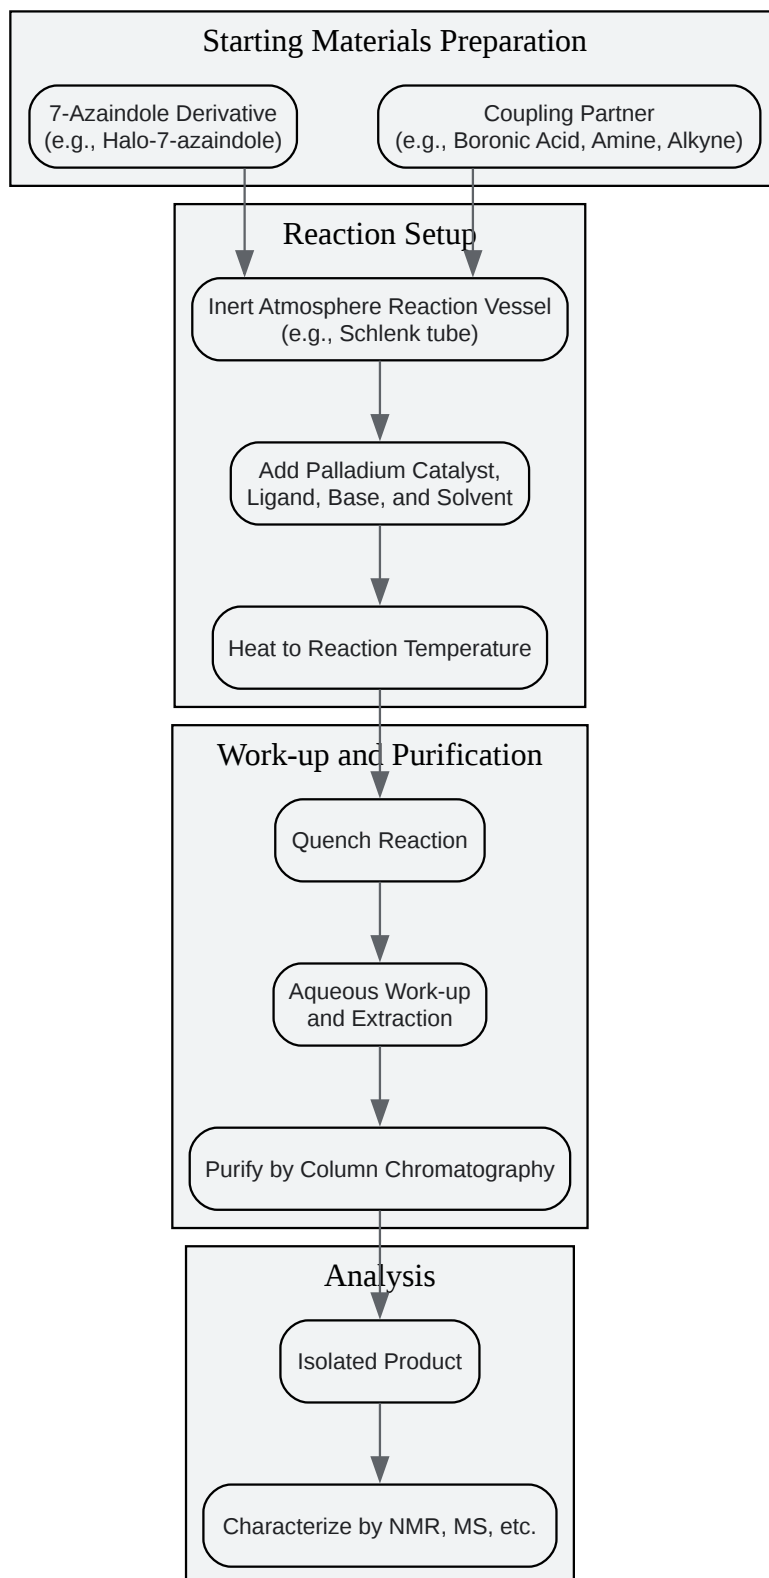 Starting Materials Preparation
7-Azaindole Derivative
(e.g., Halo-7-azaindole)
Coupling Partner
(e.g., Boronic Acid, Amine, Alkyne)
Reaction Setup
Inert Atmosphere Reaction Vessel
(e.g., Schlenk tube)
Add Palladium Catalyst,
Ligand, Base, and Solvent
Heat to Reaction Temperature
Work-up and Purification
Quench Reaction
Aqueous Work-up
and Extraction
Purify by Column Chromatography
Analysis
Isolated Product
Characterize by NMR, MS, etc.